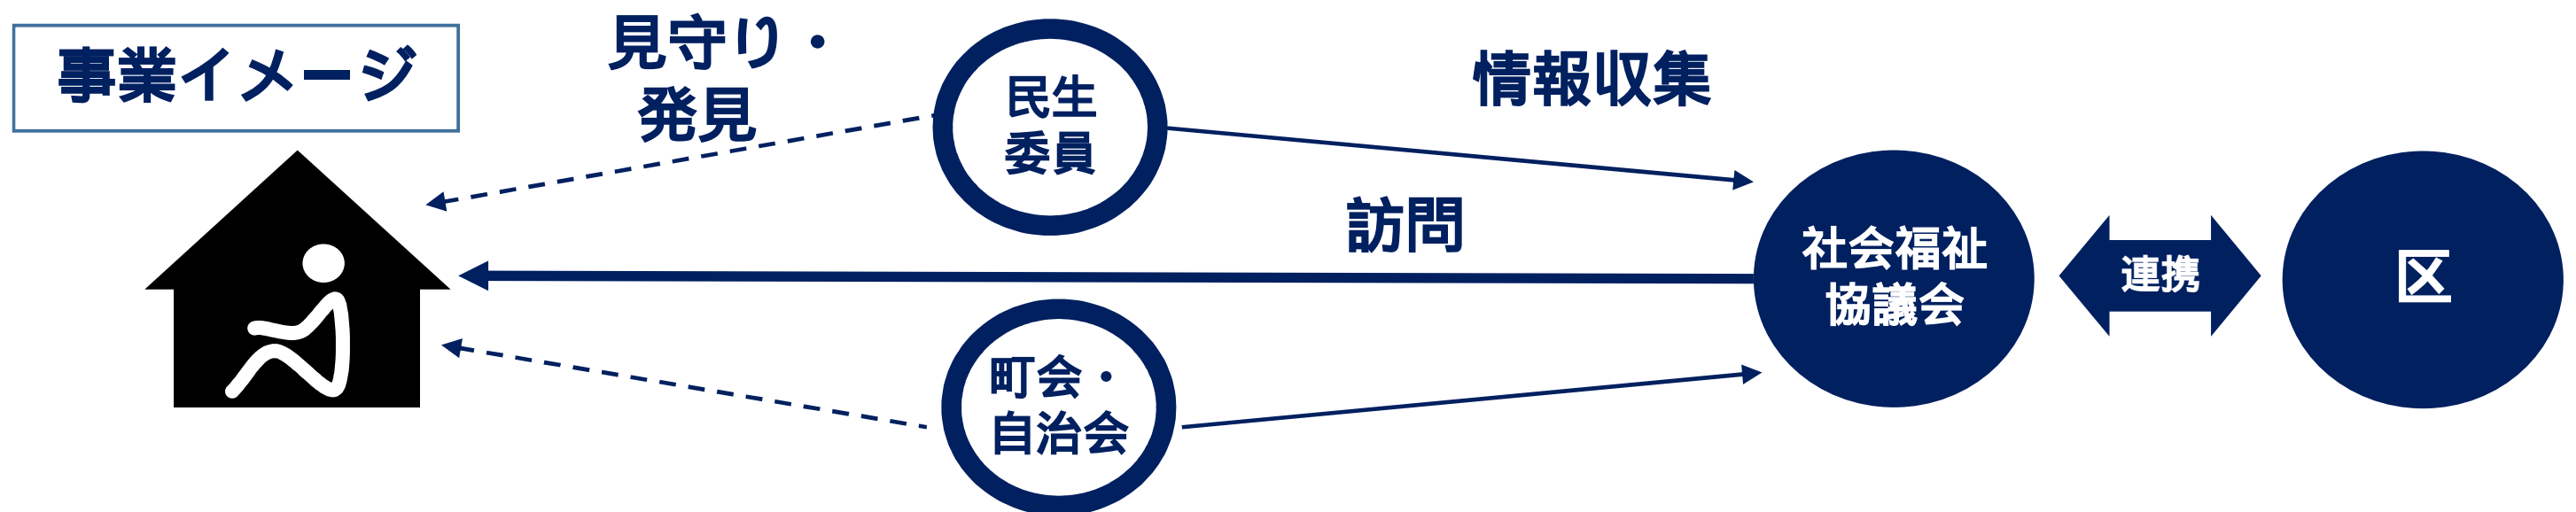 事業イメージ
見守り・
発見
民生
委員
情報収集
訪問
社会福祉
協議会
連携
区
町会・
自治会